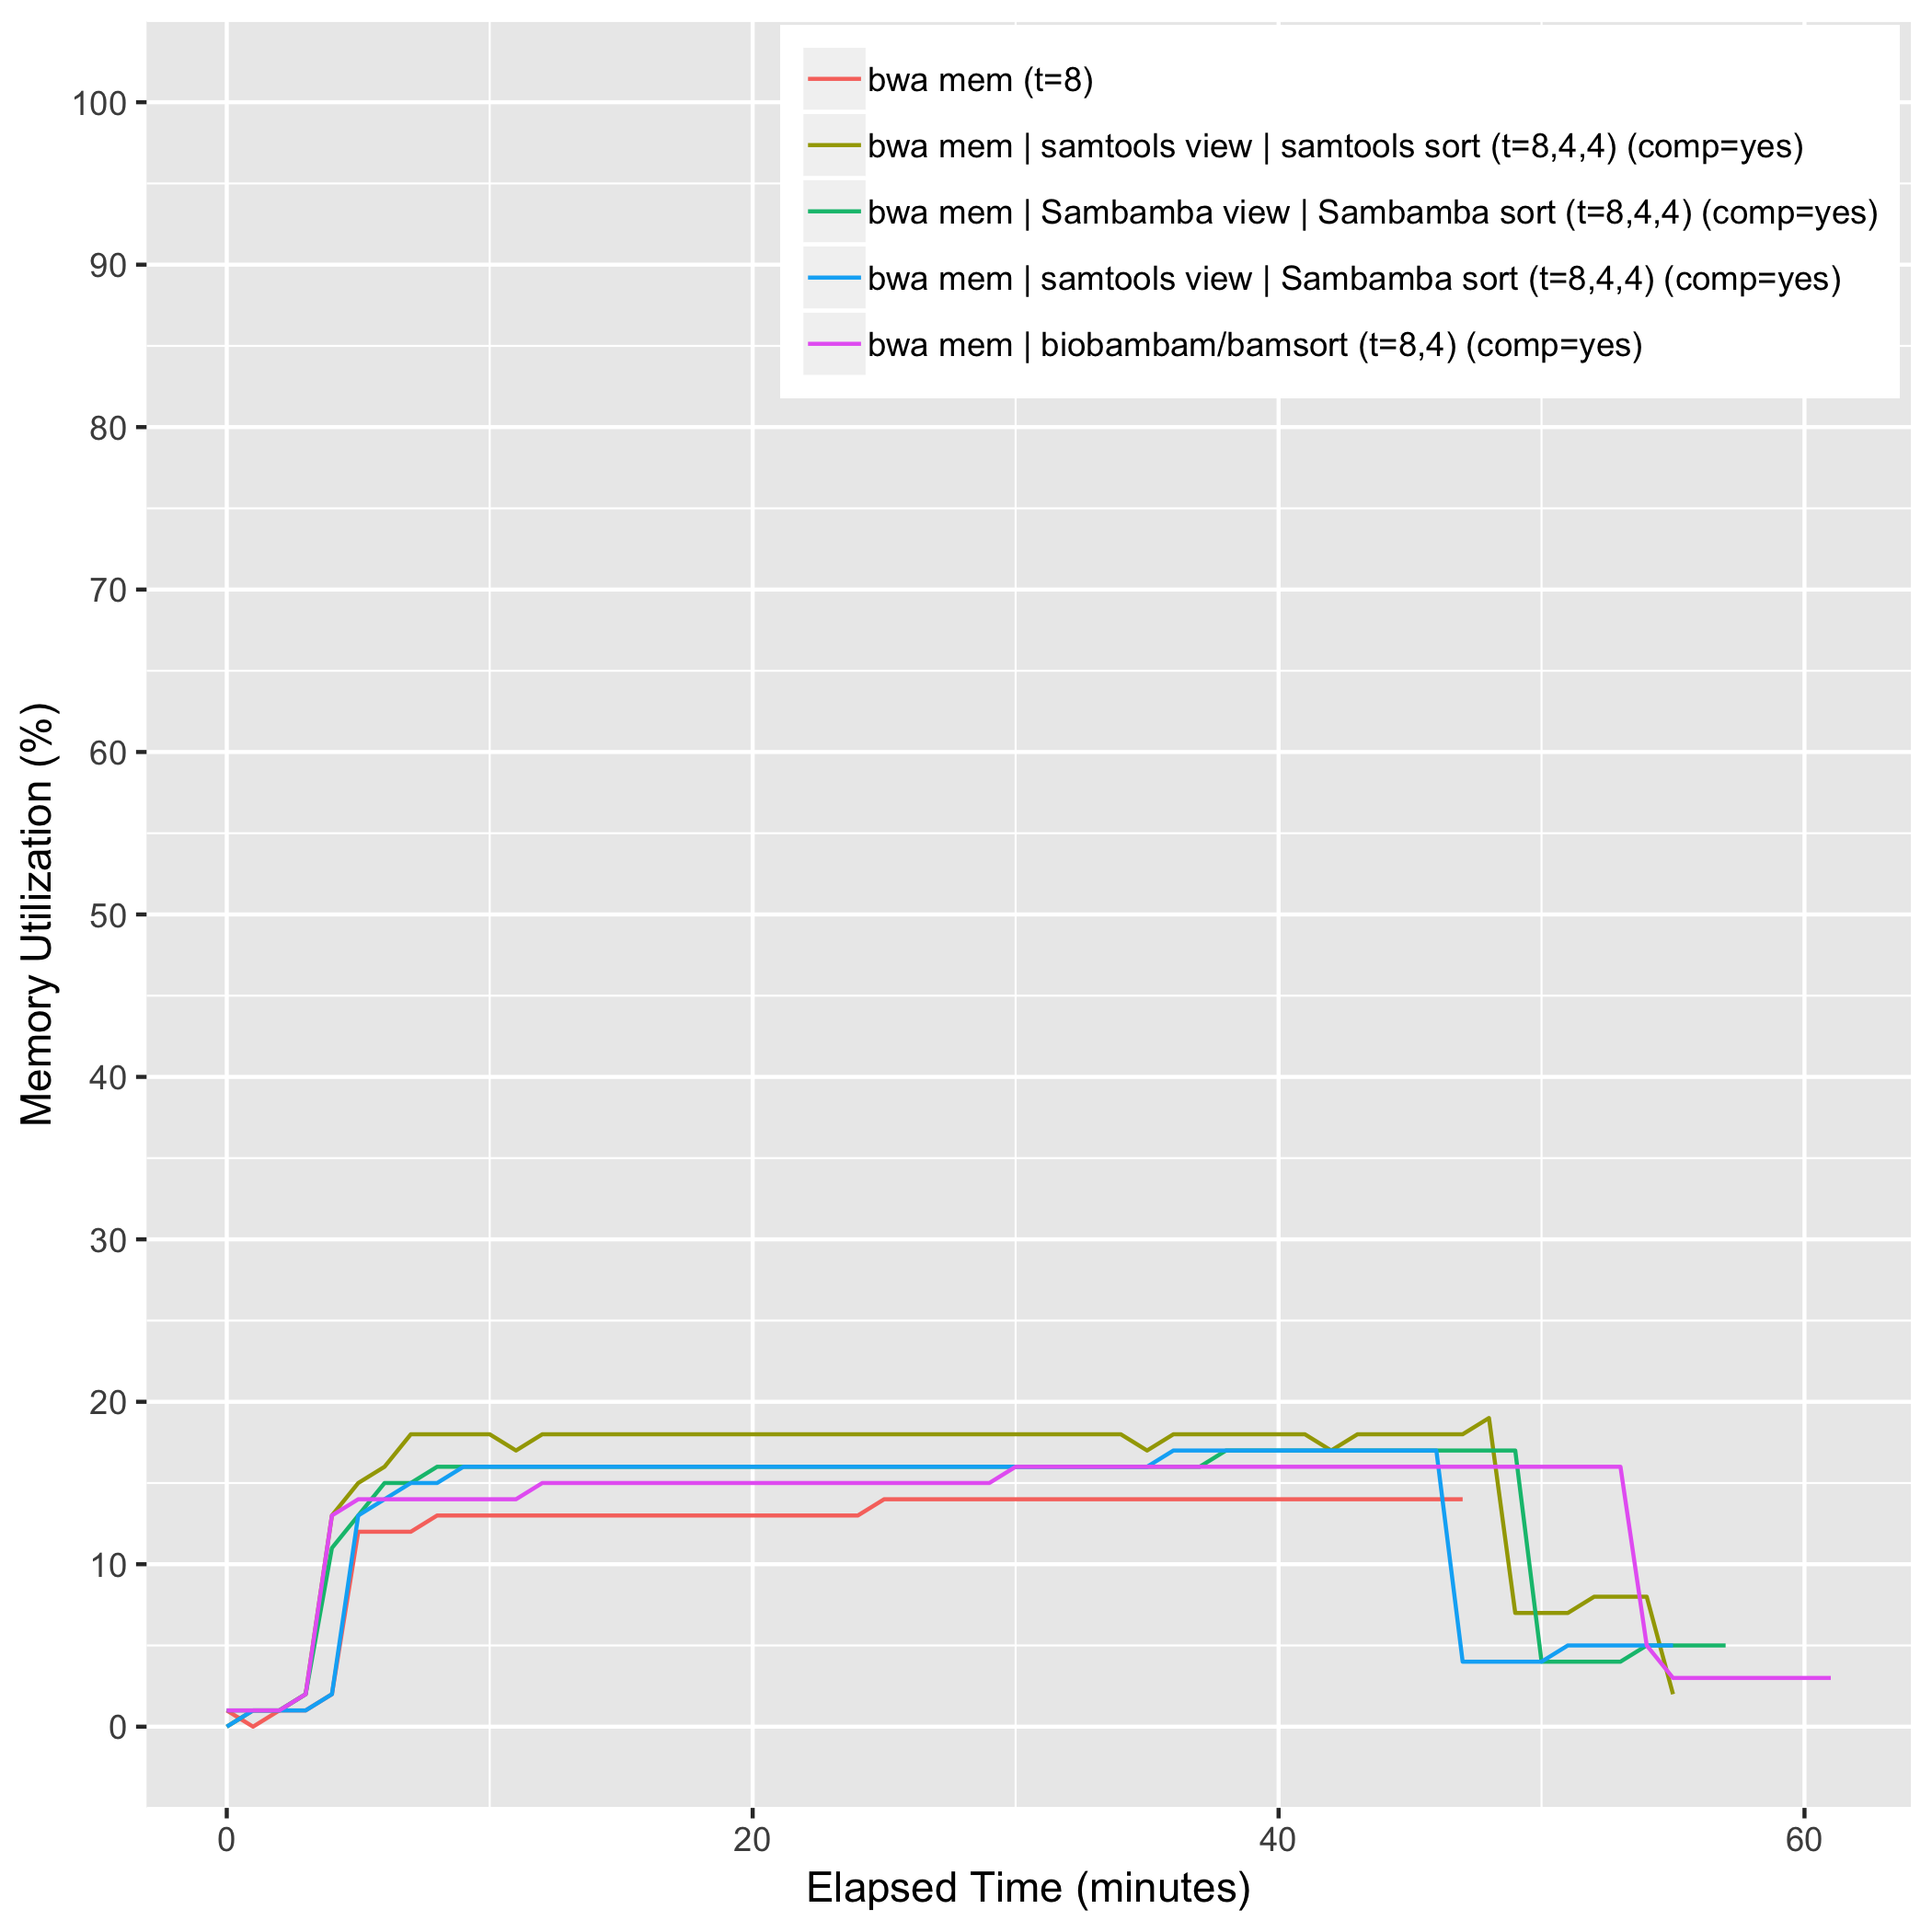 bwa mem (t=8)
bwa mem | samtools view | samtools sort (t=8,4,4) (comp=yes)
bwa mem | Sambamba view | Sambamba sort (t=8,4,4) (comp=yes)
bwa mem | samtools view | Sambamba sort (t=8,4,4) (comp=yes)
bwa mem | biobambam/bamsort (t=8,4) (comp=yes)
Memory Utilization (%)
100
90
80
70
60
50
40
30
20
10
0
0 20 40 60
Elapsed Time (minutes)